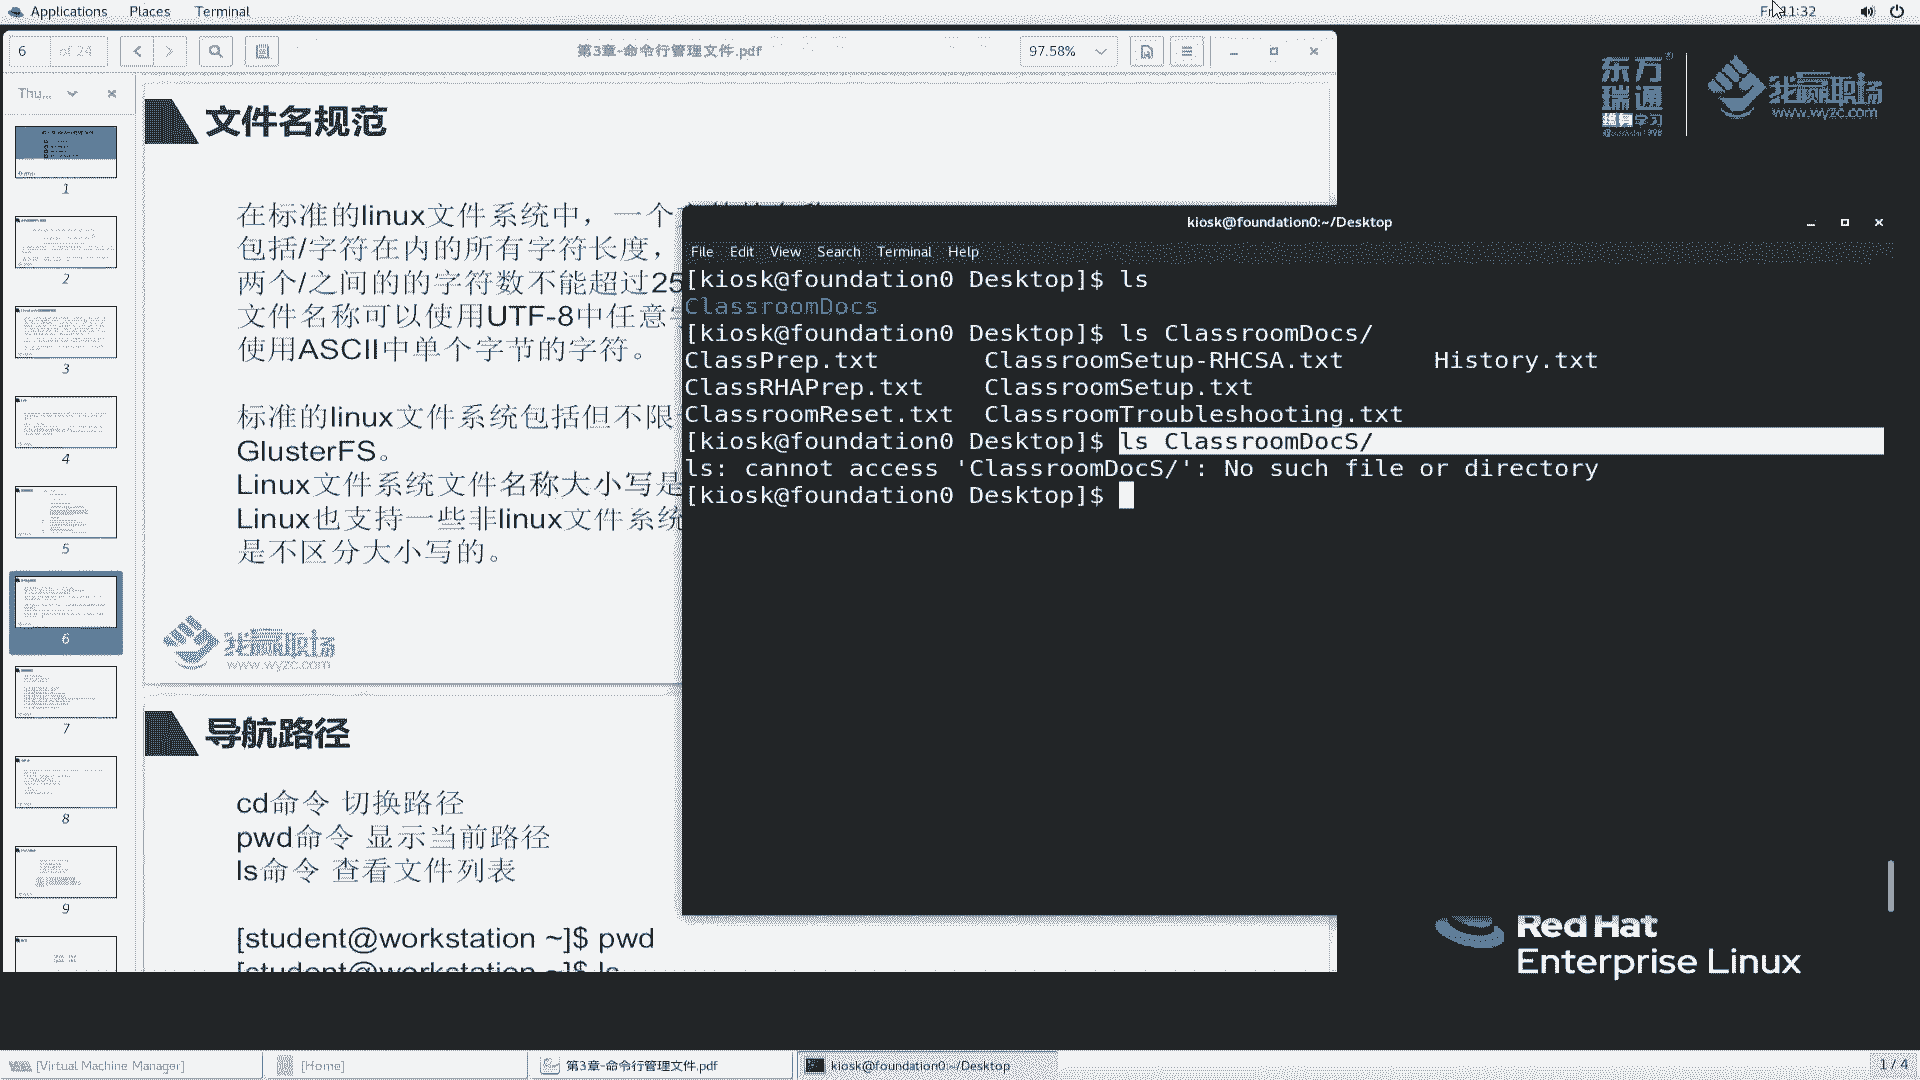 Applications Places Terminal
Fr 11:32
6 of 24
第3章-命令行管理文件.pdf
97.58%
Thu...
1
2
3
4
5
6
7
8
9
文件名规范
在标准的linux文件系统中，一个
包括/字符在内的所有字符长度，
两个/之间的的字符数不能超过25
文件名称可以使用UTF-8中任意
使用ASCII中单个字节的字符。
标准的linux文件系统包括但不限
GlusterFS。
Linux文件系统文件名称大小写是
Linux也支持一些非linux文件系统
是不区分大小写的。
我赢职场
www.wyzc.com
导航路径
cd命令 切换路径
pwd命令 显示当前路径
ls命令 查看文件列表
[student@workstation ~]$ pwd
[student@workstation ~]$ ls
kiosk@foundation0:~/Desktop
File Edit View Search Terminal Help
[kiosk@foundation0 Desktop]$ ls
ClassroomDocs
[kiosk@foundation0 Desktop]$ ls ClassroomDocs/
ClassPrep.txt ClassroomSetup-RHCSA.txt History.txt
ClassRHAPrep.txt ClassroomSetup.txt
ClassroomReset.txt ClassroomTroubleshooting.txt
[kiosk@foundation0 Desktop]$ ls ClassroomDocS/
ls: cannot access 'ClassroomDocS/': No such file or directory
[kiosk@foundation0 Desktop]$
东方
瑞通
终身学习
我赢职场
www.wyzc.com
Red Hat
Enterprise Linux
[Virtual Machine Manager]
[Home]
第3章-命令行管理文件.pdf
kiosk@foundation0:~/Desktop
1 / 4